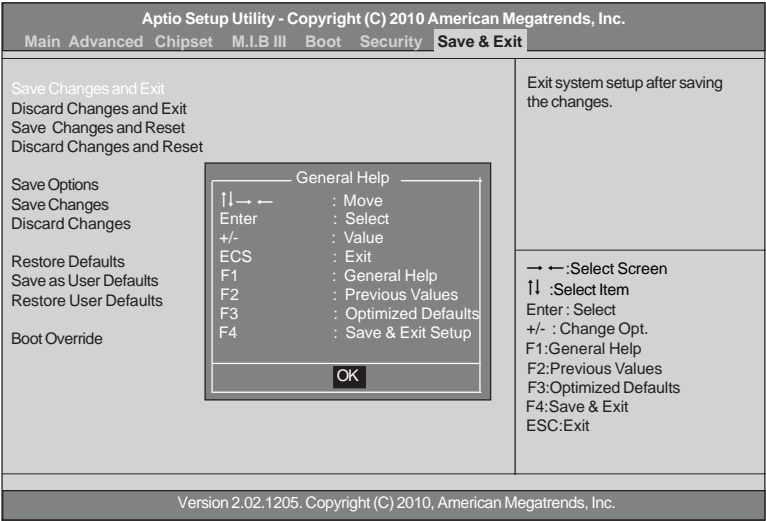 Aptio Setup Utility - Copyright (C) 2010 American Megatrends, Inc.
Main Advanced Chipset M.I.B III Boot Security Save & Exit
Save Changes and Exit
Discard Changes and Exit
Save Changes and Reset
Discard Changes and Reset
Save Options
Save Changes
Discard Changes
Restore Defaults
Save as User Defaults
Restore User Defaults
Boot Override
General Help
↑↓→ ← : Move
Enter : Select
+/- : Value
ECS : Exit
F1 : General Help
F2 : Previous Values
F3 : Optimized Defaults
F4 : Save & Exit Setup
OK
Exit system setup after saving
the changes.
→ ←:Select Screen
↑↓ :Select Item
Enter : Select
+/- : Change Opt.
F1:General Help
F2:Previous Values
F3:Optimized Defaults
F4:Save & Exit
ESC:Exit
Version 2.02.1205. Copyright (C) 2010, American Megatrends, Inc.